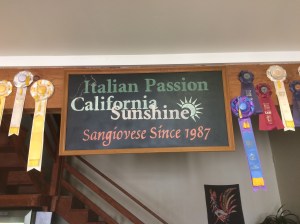 Italian Passion
California
Sunshine
Sangiovese Since 1987